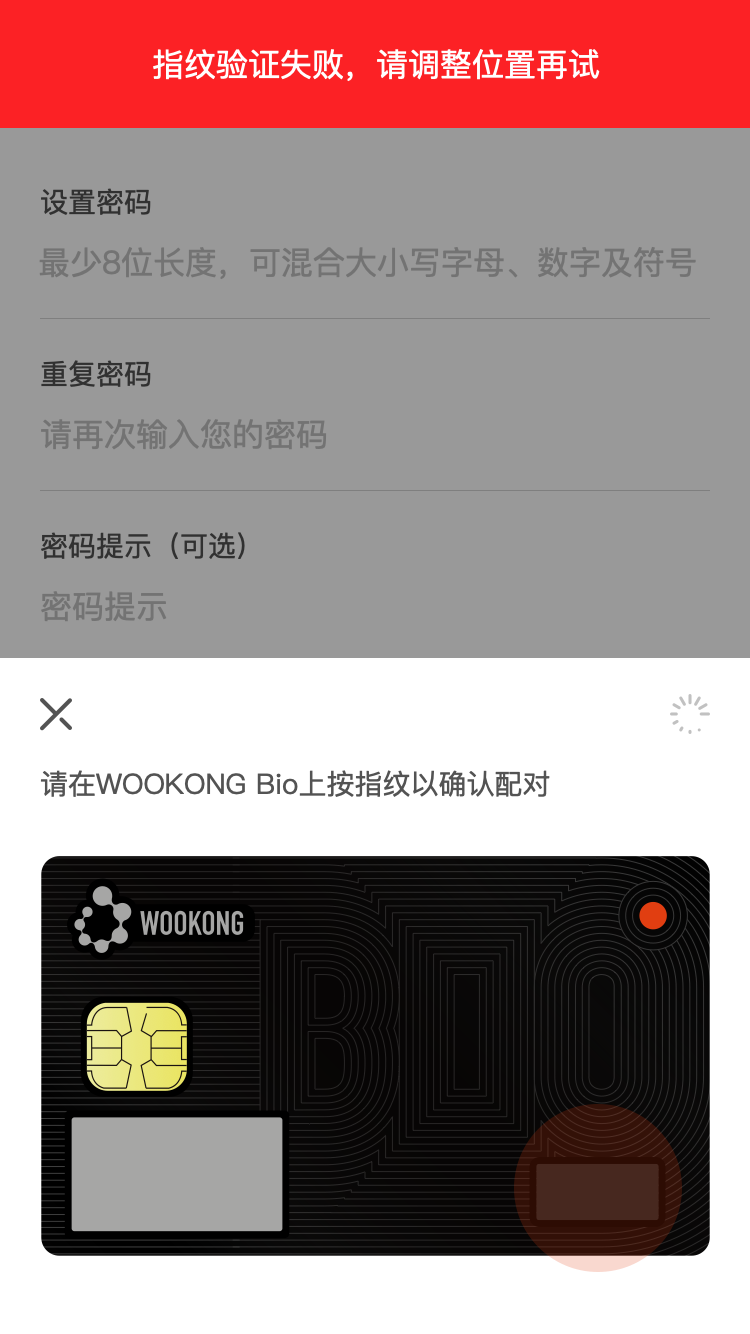 指纹验证失败，请调整位置再试
设置密码
最少8位长度，可混合大小写字母、数字及符号
重复密码
请再次输入您的密码
密码提示（可选）
密码提示
请在WOOKONG Bio上按指纹以确认配对
WOOKONG
BIO